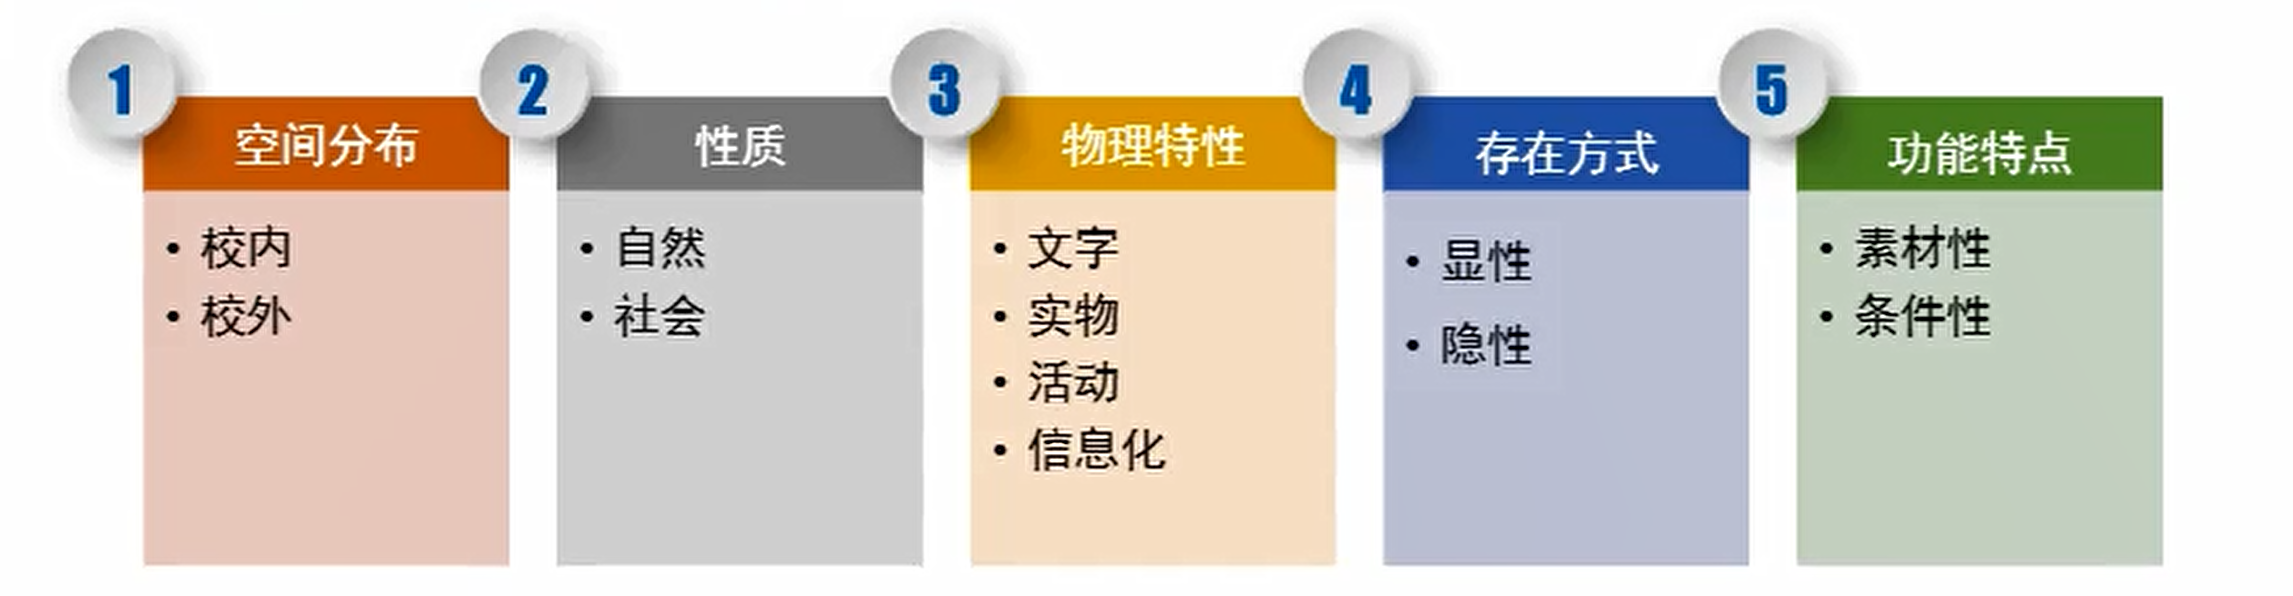 1
空间分布
• 校内
• 校外
2
性质
• 自然
• 社会
3
物理特性
• 文字
• 实物
• 活动
• 信息化
4
存在方式
• 显性
• 隐性
5
功能特点
• 素材性
• 条件性